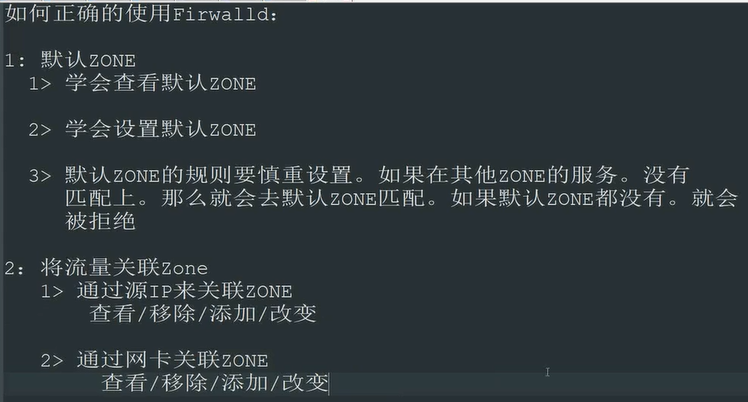 如何正确的使用Firwalld:
1: 默认ZONE
1> 学会查看默认ZONE
2> 学会设置默认ZONE
3> 默认ZONE的规则要慎重设置。如果在其他ZONE的服务。没有
匹配上。那么就会去默认ZONE匹配。如果默认ZONE都没有。就会
被拒绝
2: 将流量关联Zone
1> 通过源IP来关联ZONE
查看/移除/添加/改变
2> 通过网卡关联ZONE
查看/移除/添加/改变